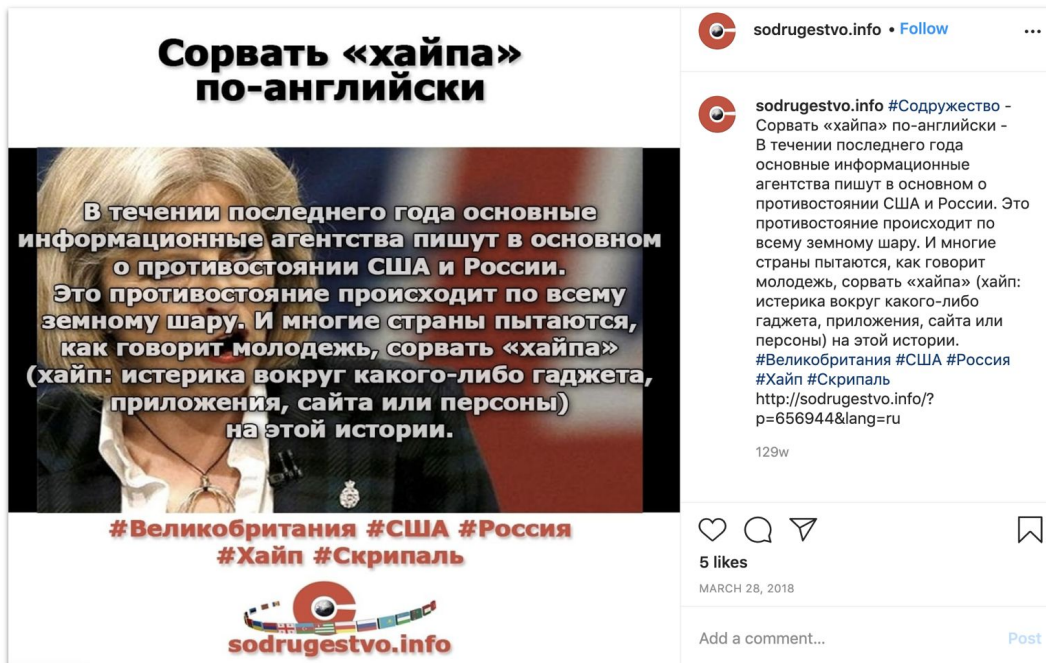 Сорвать «хайпа»
по-английски
В течении последнего года основные
информационные агентства пишут в основном
о противостоянии США и России.
Это противостояние происходит по всему
земному шару. И многие страны пытаются,
как говорит молодежь, сорвать «хайпа»
(хайп: истерика вокруг какого-либо гаджета,
приложения, сайта или персоны)
на этой истории.
#Великобритания #США #Россия
#Хайп #Скрипаль
sodrugestvo.info
sodrugestvo.info • Follow
sodrugestvo.info #Содружество -
Сорвать «хайпа» по-английски -
В течении последнего года
основные информационные
агентства пишут в основном о
противостоянии США и России. Это
противостояние происходит по
всему земному шару. И многие
страны пытаются, как говорит
молодежь, сорвать «хайпа» (хайп:
истерика вокруг какого-либо
гаджета, приложения, сайта или
персоны) на этой истории.
#Великобритания #США #Россия
#Хайп #Скрипаль
http://sodrugestvo.info/?
p=656944&lang=ru
129w
5 likes
MARCH 28, 2018
Add a comment... Post